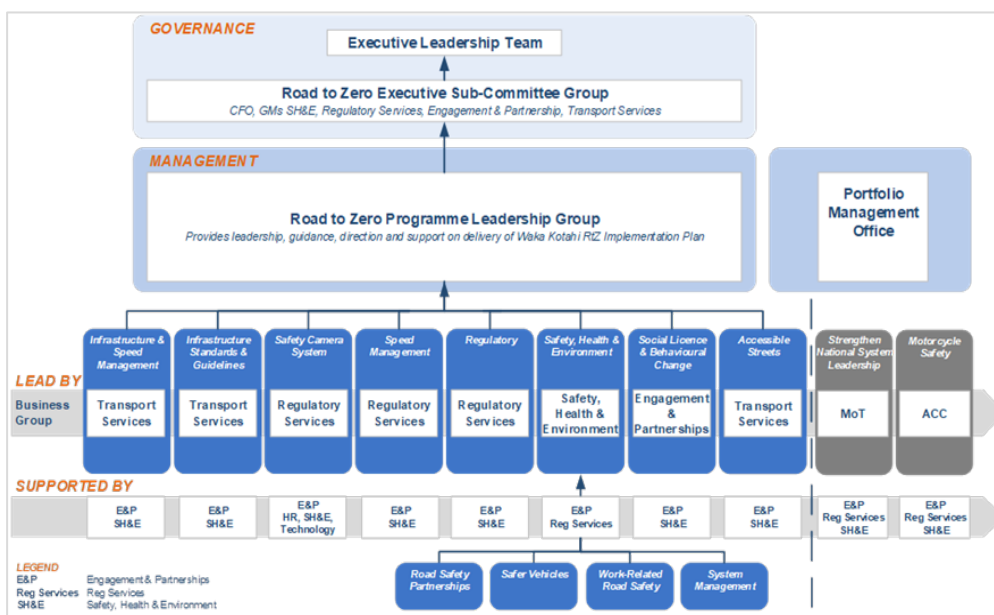 GOVERNANCE
Executive Leadership Team
Road to Zero Executive Sub-Committee Group
CFO, GMs SH&E, Regulatory Services, Engagement & Partnership, Transport Services
MANAGEMENT
Road to Zero Programme Leadership Group
Provides leadership, guidance, direction and support on delivery of Waka Kotahi RtZ Implementation Plan
Portfolio
Management
Office
Infrastructure &
Speed
Management
Infrastructure
Standards &
Guidelines
Safety Camera
System
Speed
Management
Regulatory
Safety, Health &
Environment
Social Licence
& Behavioural
Change
Accessible
Streets
Strengthen
National System
Leadership
Motorcycle
Safety
LEAD BY
Business
Group
Transport
Services
Transport
Services
Regulatory
Services
Regulatory
Services
Regulatory
Services
Safety,
Health &
Environment
Engagement
&
Partnerships
Transport
Services
MoT
ACC
SUPPORTED BY
E&P
SH&E
E&P
SH&E
E&P
HR, SH&E,
Technology
E&P
SH&E
E&P
SH&E
E&P
Reg Services
E&P
SH&E
E&P
SH&E
E&P
Reg Services
SH&E
E&P
Reg Services
SH&E
Road Safety
Partnerships
Safer Vehicles
Work-Related
Road Safety
System
Management
LEGEND
E&P Engagement & Partnerships
Reg Services Reg Services
SH&E Safety, Health & Environment